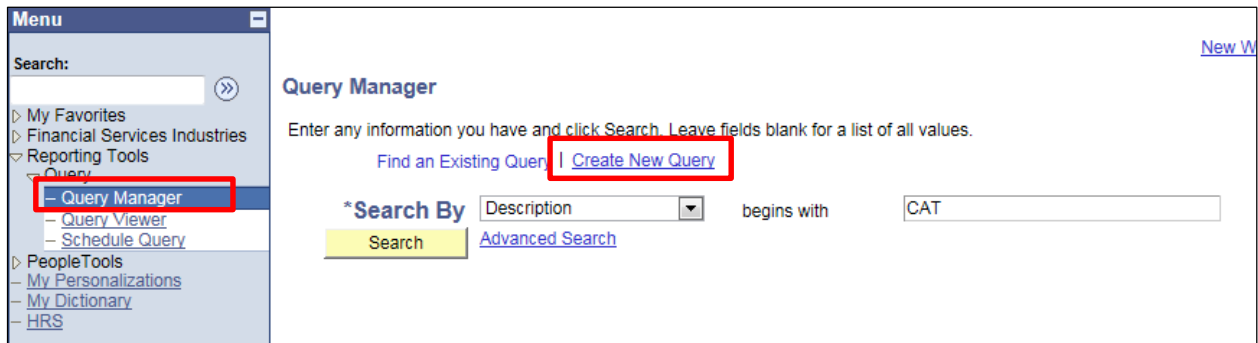 Menu
Search:
My Favorites
Financial Services Industries
Reporting Tools
Query
Query Manager
Query Viewer
Schedule Query
PeopleTools
My Personalizations
My Dictionary
HRS
New W
Query Manager
Enter any information you have and click Search. Leave fields blank for a list of all values.
Find an Existing Query | Create New Query
*Search By Description begins with CAT
Search Advanced Search